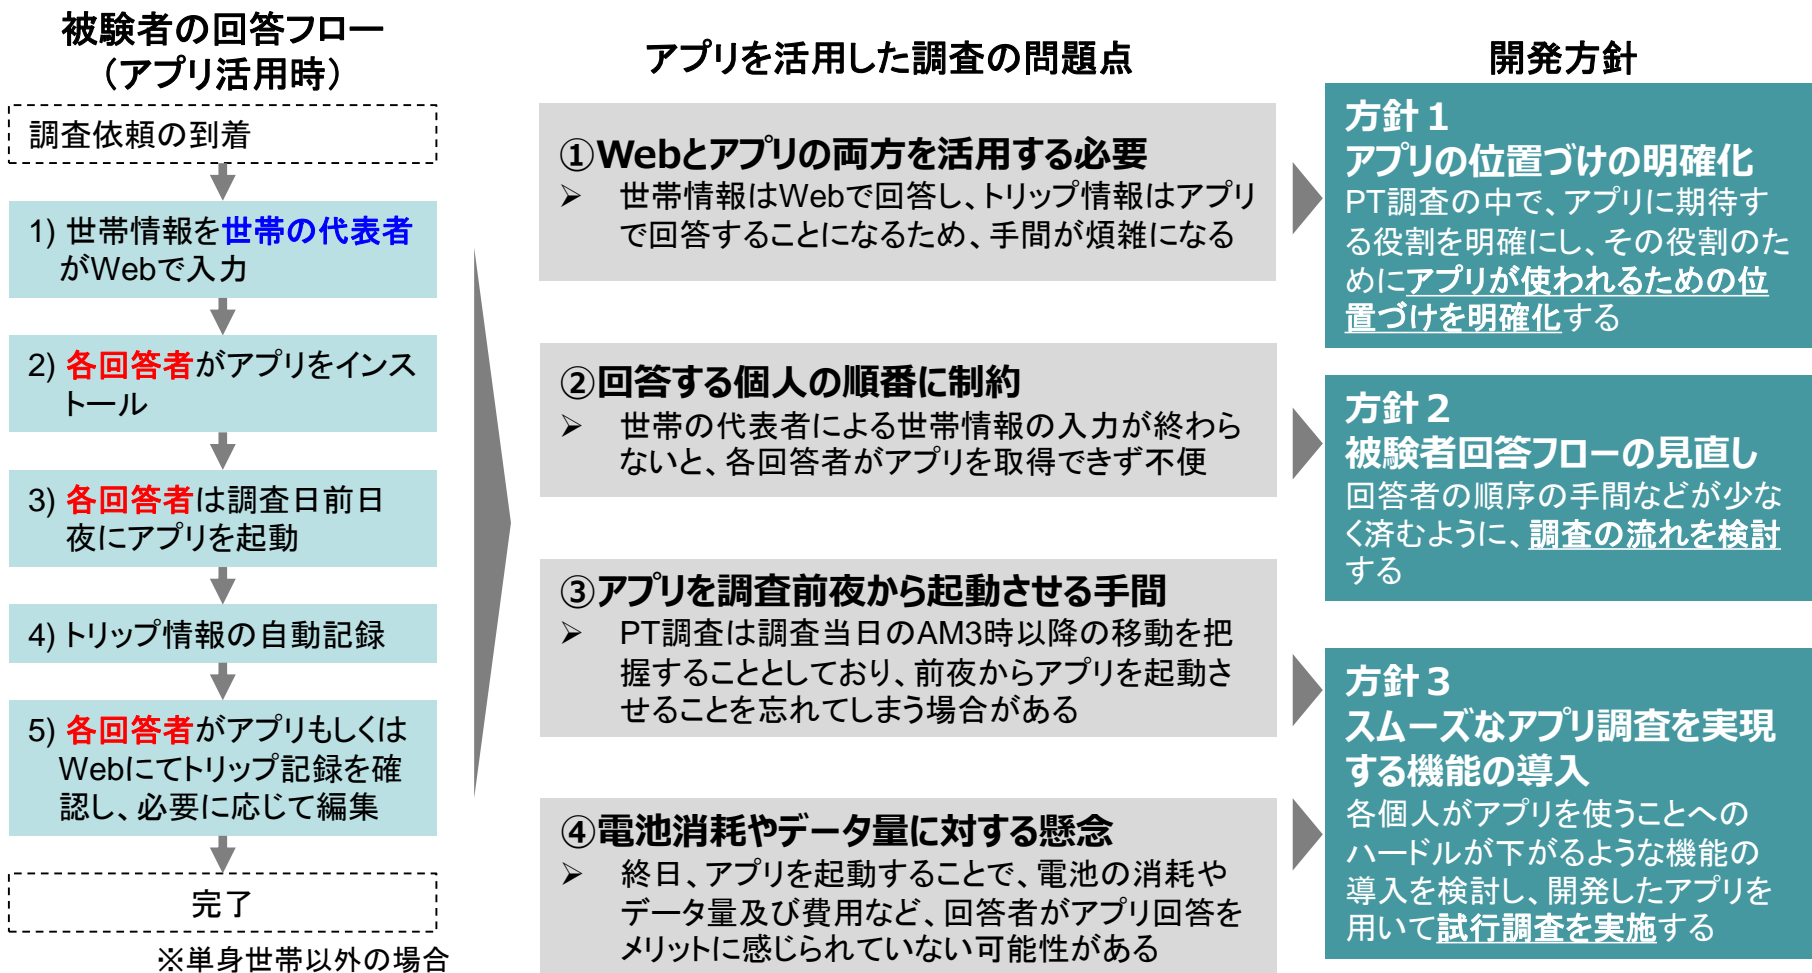 被験者の回答フロー
（アプリ活用時）
調査依頼の到着
1) 世帯情報を世帯の代表者
がWebで入力
2) 各回答者がアプリをインス
トール
3) 各回答者は調査日前日
夜にアプリを起動
4) トリップ情報の自動記録
5) 各回答者がアプリもしくは
Webにてトリップ記録を確
認し、必要に応じて編集
完了
※単身世帯以外の場合
アプリを活用した調査の問題点
①Webとアプリの両方を活用する必要
➢ 世帯情報はWebで回答し、トリップ情報はアプリ
で回答することになるため、手間が煩雑になる
②回答する個人の順番に制約
➢ 世帯の代表者による世帯情報の入力が終わら
ないと、各回答者がアプリを取得できず不便
③アプリを調査前夜から起動させる手間
➢ PT調査は調査当日のAM3時以降の移動を把
握することとしており、前夜からアプリを起動さ
せることを忘れてしまう場合がある
④電池消耗やデータ量に対する懸念
➢ 終日、アプリを起動することで、電池の消耗や
データ量及び費用など、回答者がアプリ回答を
メリットに感じられていない可能性がある
開発方針
方針１
アプリの位置づけの明確化
PT調査の中で、アプリに期待す
る役割を明確にし、その役割のた
めにアプリが使われるための位
置づけを明確化する
方針２
被験者回答フローの見直し
回答者の順序の手間などが少な
く済むように、調査の流れを検討
する
方針３
スムーズなアプリ調査を実現
する機能の導入
各個人がアプリを使うことへの
ハードルが下がるような機能の
導入を検討し、開発したアプリを
用いて試行調査を実施する